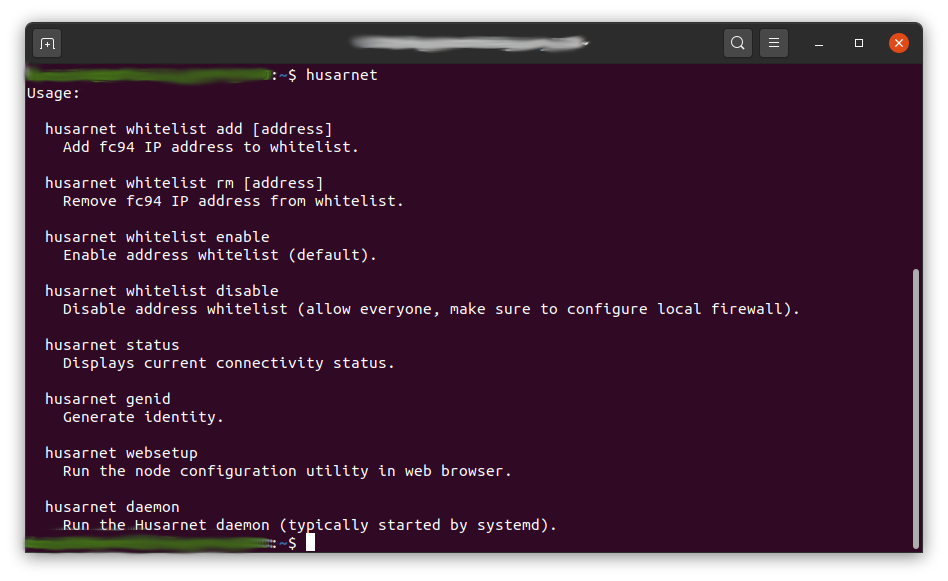 :~$ husarnet
Usage:
husarnet whitelist add [address]
Add fc94 IP address to whitelist.
husarnet whitelist rm [address]
Remove fc94 IP address from whitelist.
husarnet whitelist enable
Enable address whitelist (default).
husarnet whitelist disable
Disable address whitelist (allow everyone, make sure to configure local firewall).
husarnet status
Displays current connectivity status.
husarnet genid
Generate identity.
husarnet websetup
Run the node configuration utility in web browser.
husarnet daemon
Run the Husarnet daemon (typically started by systemd).
:~$